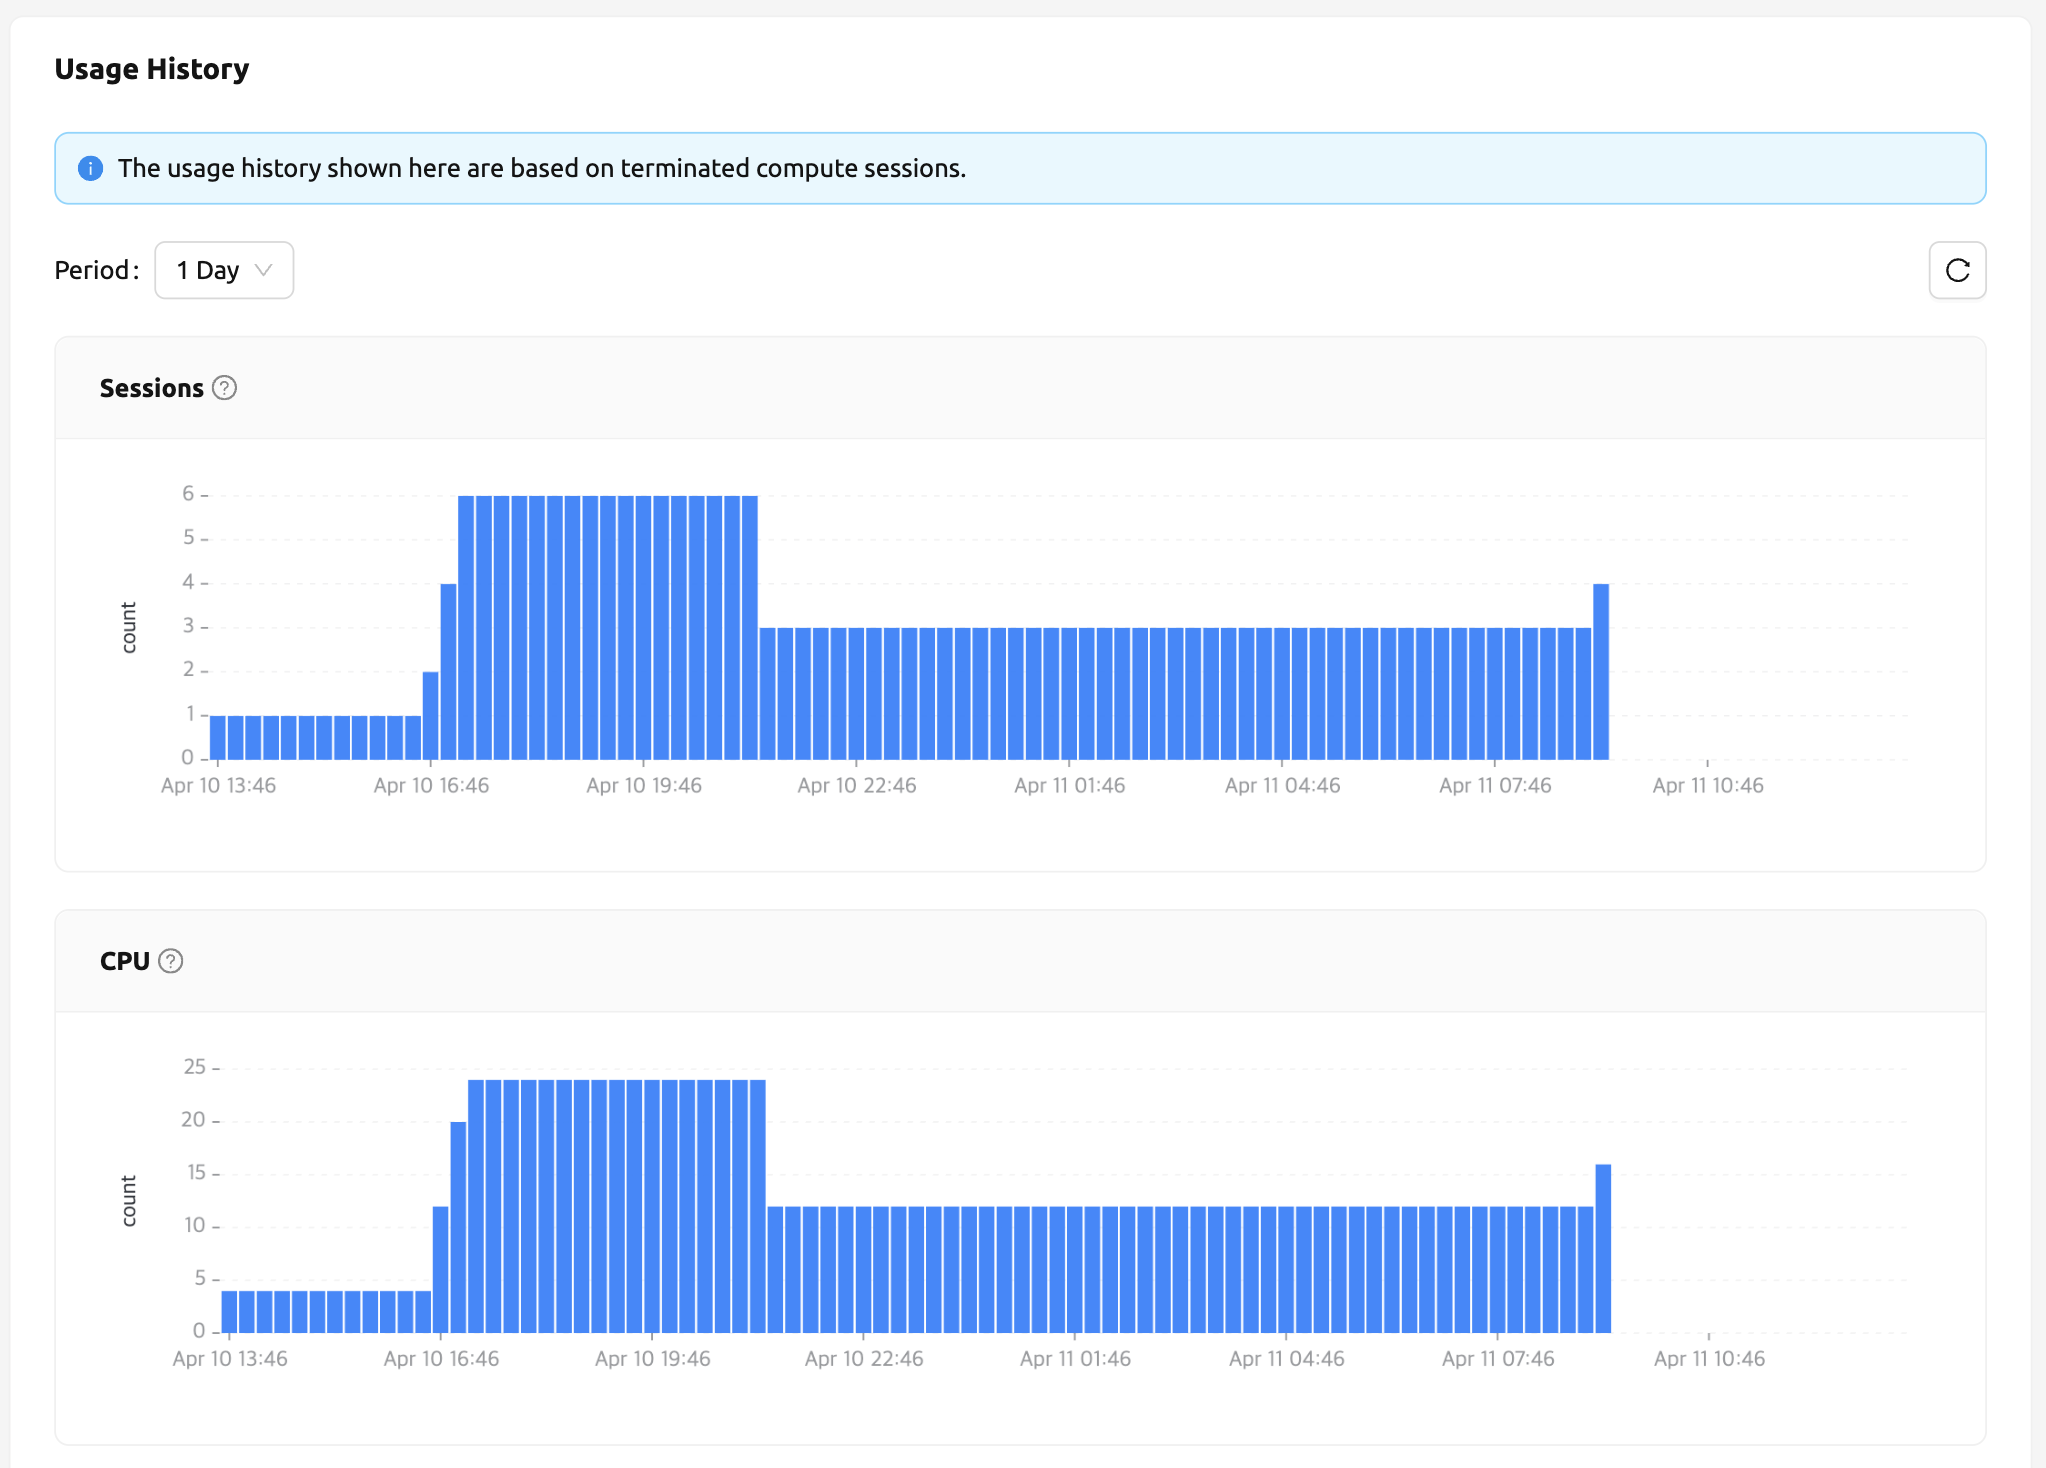 Usage History
The usage history shown here are based on terminated compute sessions.
Period: 1 Day
Sessions
6
5
4
3
2
1
0
count
Apr 10 13:46 Apr 10 16:46 Apr 10 19:46 Apr 10 22:46 Apr 11 01:46 Apr 11 04:46 Apr 11 07:46 Apr 11 10:46
CPU
25
20
15
10
5
0
count
Apr 10 13:46 Apr 10 16:46 Apr 10 19:46 Apr 10 22:46 Apr 11 01:46 Apr 11 04:46 Apr 11 07:46 Apr 11 10:46